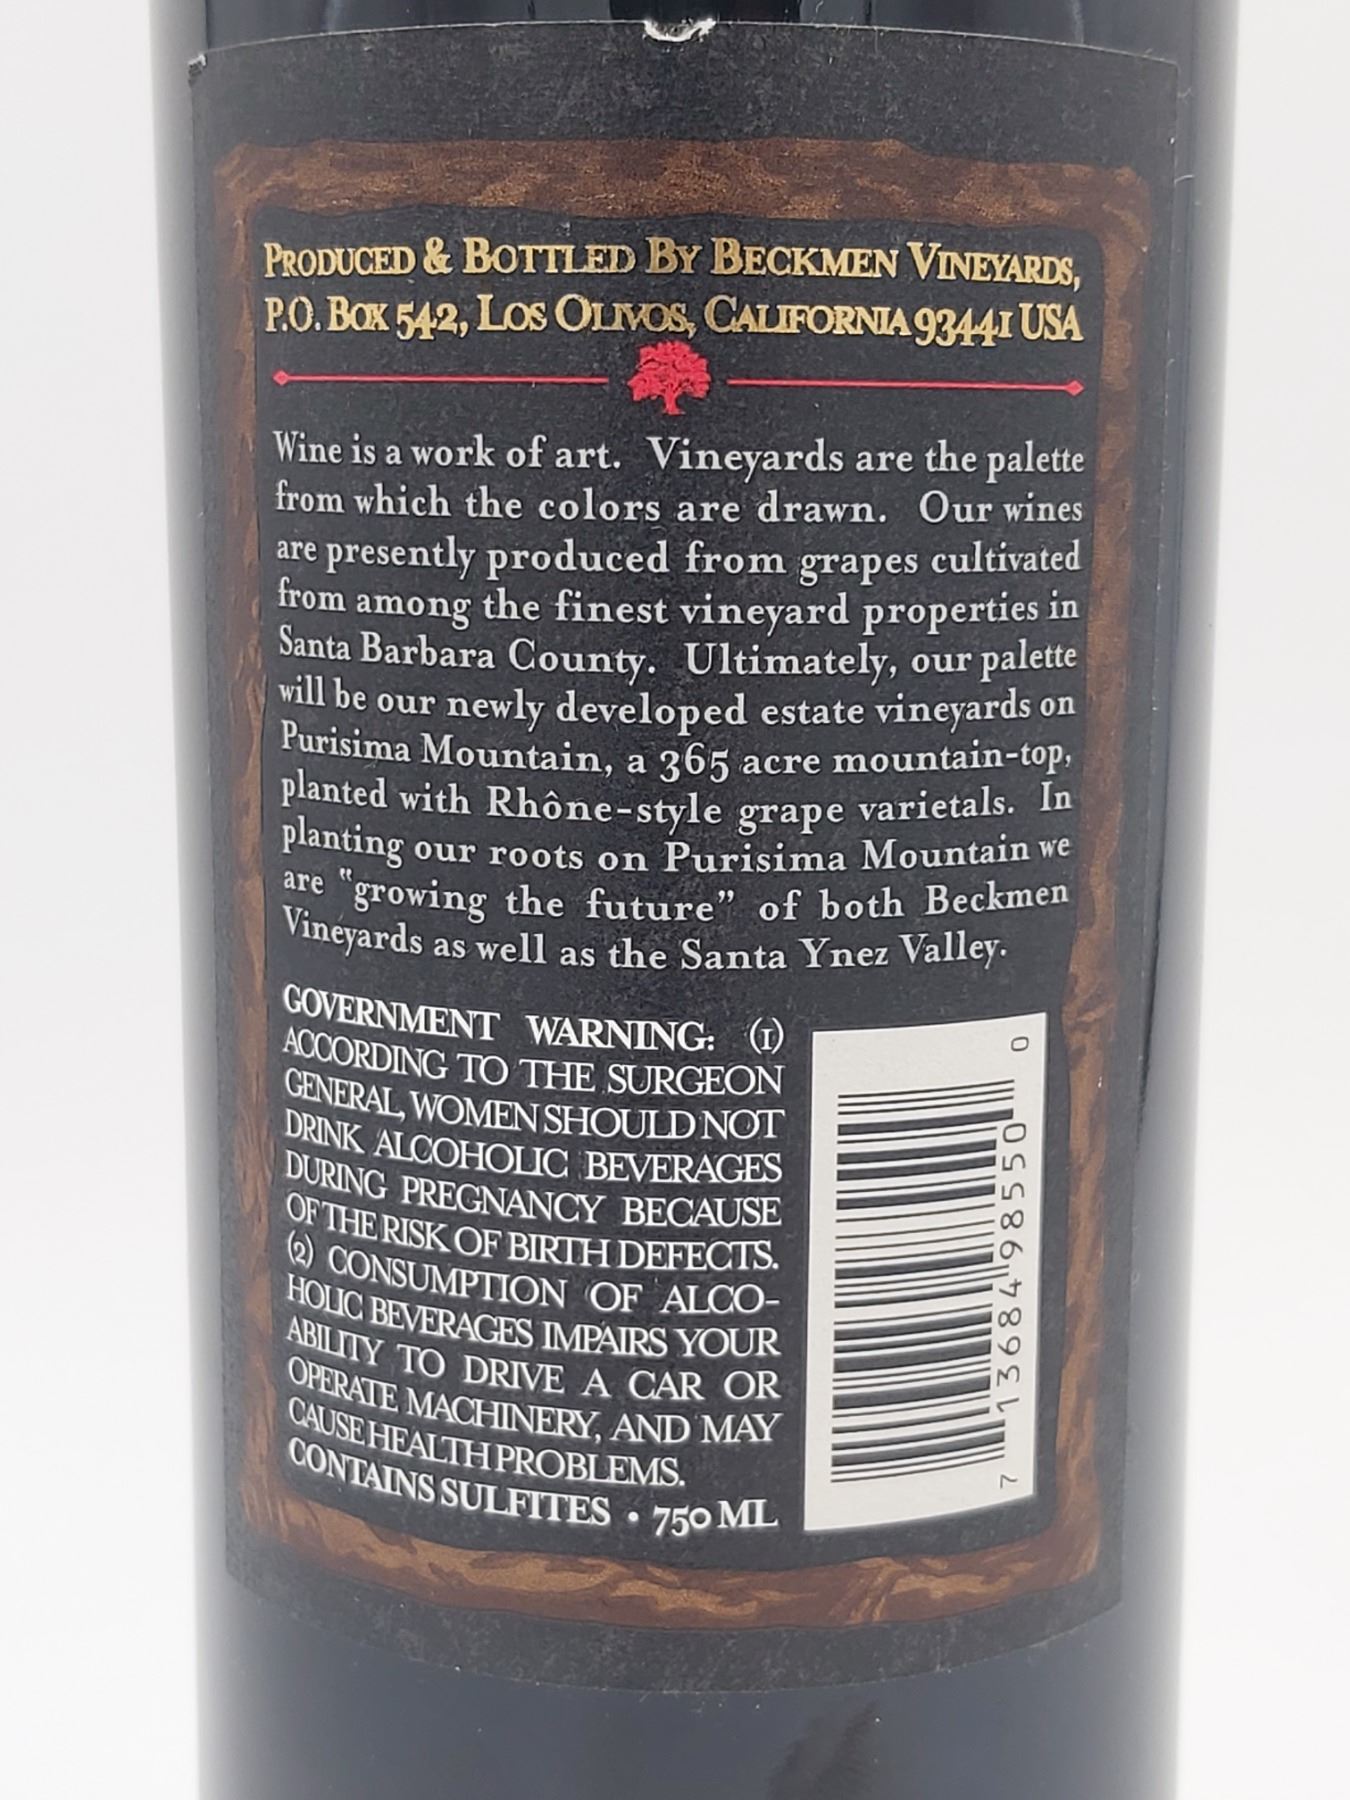 PRODUCED & BOTTLED BY BECKMEN VINEYARDS,
P.O. BOX 542, LOS OLIVOS, CALIFORNIA 93441 USA
Wine is a work of art. Vineyards are the palette
from which the colors are drawn. Our wines
are presently produced from grapes cultivated
from among the finest vineyard properties in
Santa Barbara County. Ultimately, our palette
will be our newly developed estate vineyards on
Purisima Mountain, a 365 acre mountain-top,
planted with Rhône-style grape varietals. In
planting our roots on Purisima Mountain we
are "growing the future" of both Beckmen
Vineyards as well as the Santa Ynez Valley.
GOVERNMENT WARNING: (1)
ACCORDING TO THE SURGEON
GENERAL, WOMEN SHOULD NOT
DRINK ALCOHOLIC BEVERAGES
DURING PREGNANCY BECAUSE
OF THE RISK OF BIRTH DEFECTS.
(2) CONSUMPTION OF ALCO-
HOLIC BEVERAGES IMPAIRS YOUR
ABILITY TO DRIVE A CAR OR
OPERATE MACHINERY, AND MAY
CAUSE HEALTH PROBLEMS.
CONTAINS SULFITES • 750 ML
7 13684 98550 0